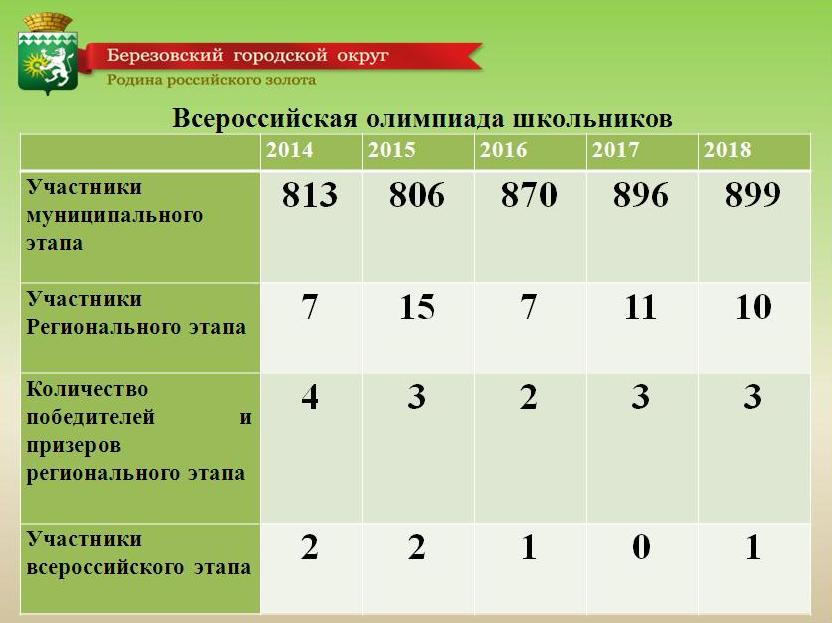 Березовский городской округ
Родина российского золота
Всероссийская олимпиада школьников
2014 2015 2016 2017 2018
Участники
муниципального
этапа
813 806 870 896 899
Участники
Регионального этапа
7 15 7 11 10
Количество
победителей и
призеров
регионального этапа
4 3 2 3 3
Участники
всероссийского этапа
2 2 1 0 1